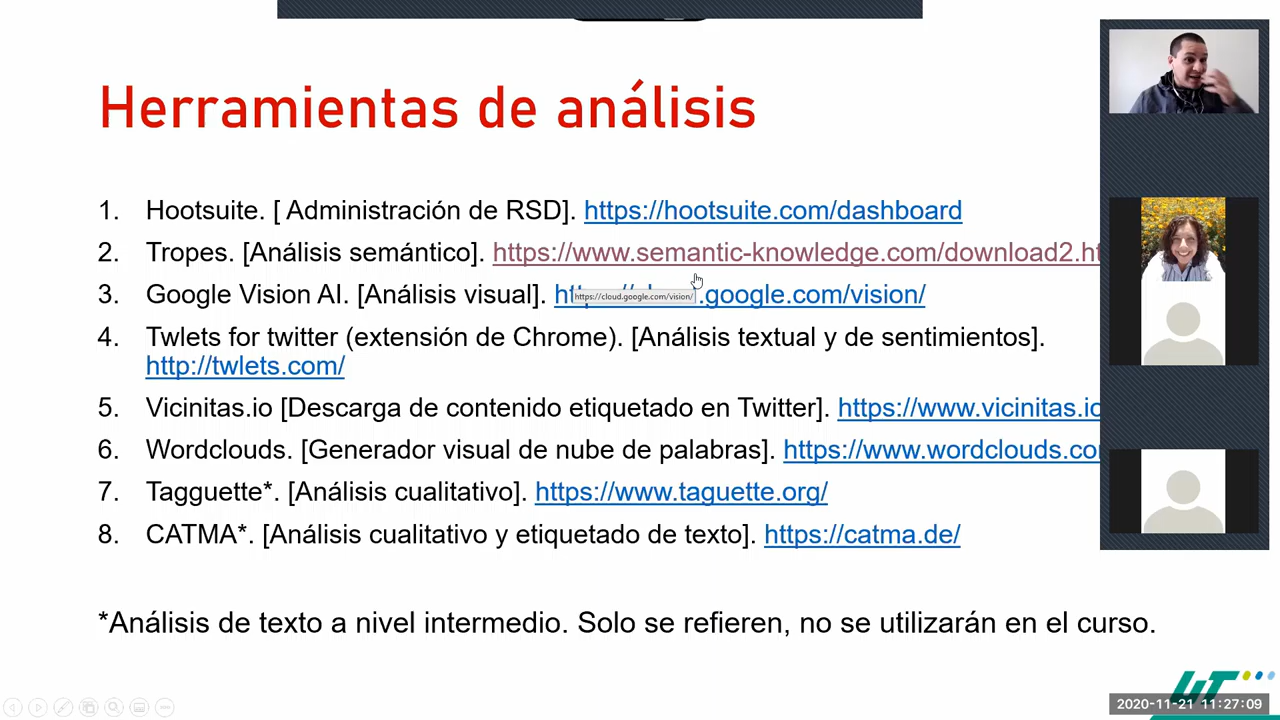 Herramientas de análisis
1. Hootsuite. [ Administración de RSD]. https://hootsuite.com/dashboard
2. Tropes. [Análisis semántico]. https://www.semantic-knowledge.com/download2.ht
3. Google Vision AI. [Análisis visual]. .google.com/vision/
https://cloud.google.com/vision/
4. Twlets for twitter (extensión de Chrome). [Análisis textual y de sentimientos].
http://twlets.com/
5. Vicinitas.io [Descarga de contenido etiquetado en Twitter]. https://www.vicinitas.io
6. Wordclouds. [Generador visual de nube de palabras]. https://www.wordclouds.co
7. Tagguette*. [Análisis cualitativo]. https://www.taguette.org/
8. CATMA*. [Análisis cualitativo y etiquetado de texto]. https://catma.de/
*Análisis de texto a nivel intermedio. Solo se refieren, no se utilizarán en el curso.
2020-11-21 11:27:09